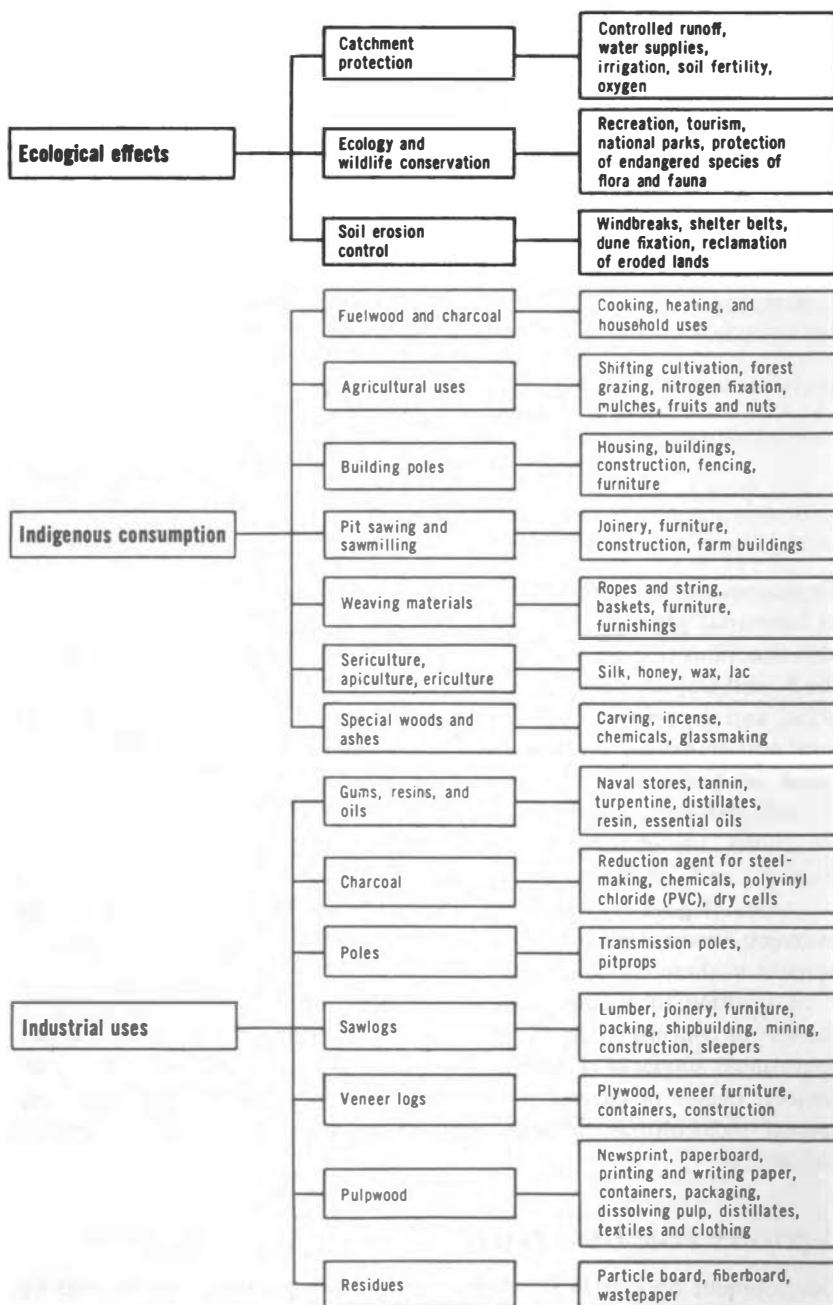 Ecological effects
Catchment
protection
Controlled runoff,
water supplies,
irrigation, soil fertility,
oxygen
Ecology and
wildlife conservation
Recreation, tourism,
national parks, protection
of endangered species of
flora and fauna
Soil erosion
control
Windbreaks, shelter belts,
dune fixation, reclamation
of eroded lands
Indigenous consumption
Fuelwood and charcoal
Cooking, heating, and
household uses
Agricultural uses
Shifting cultivation, forest
grazing, nitrogen fixation,
mulches, fruits and nuts
Building poles
Housing, buildings,
construction, fencing,
furniture
Pit sawing and
sawmilling
Joinery, furniture,
construction, farm buildings
Weaving materials
Ropes and string,
baskets, furniture,
furnishings
Sericulture,
apiculture, ericulture
Silk, honey, wax, lac
Special woods and
ashes
Carving, incense,
chemicals, glassmaking
Industrial uses
Gums, resins, and
oils
Naval stores, tannin,
turpentine, distillates,
resin, essential oils
Charcoal
Reduction agent for steel-
making, chemicals, polyvinyl
chloride (PVC), dry cells
Poles
Transmission poles,
pitprops
Sawlogs
Lumber, joinery, furniture,
packing, shipbuilding, mining,
construction, sleepers
Veneer logs
Plywood, veneer furniture,
containers, construction
Pulpwood
Newsprint, paperboard,
printing and writing paper,
containers, packaging,
dissolving pulp, distillates,
textiles and clothing
Residues
Particle board, fiberboard,
wastepaper